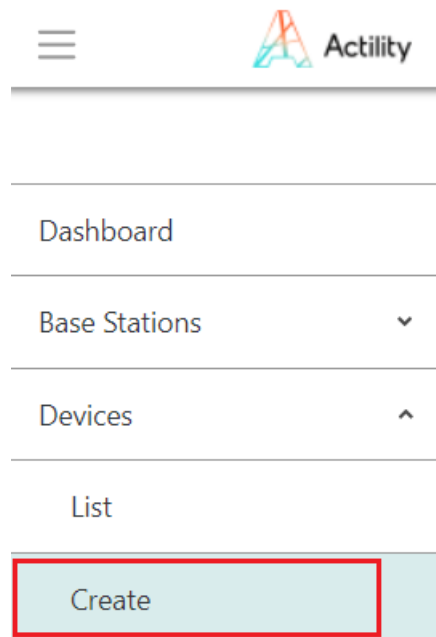 Actility
Dashboard
Base Stations
Devices
List
Create